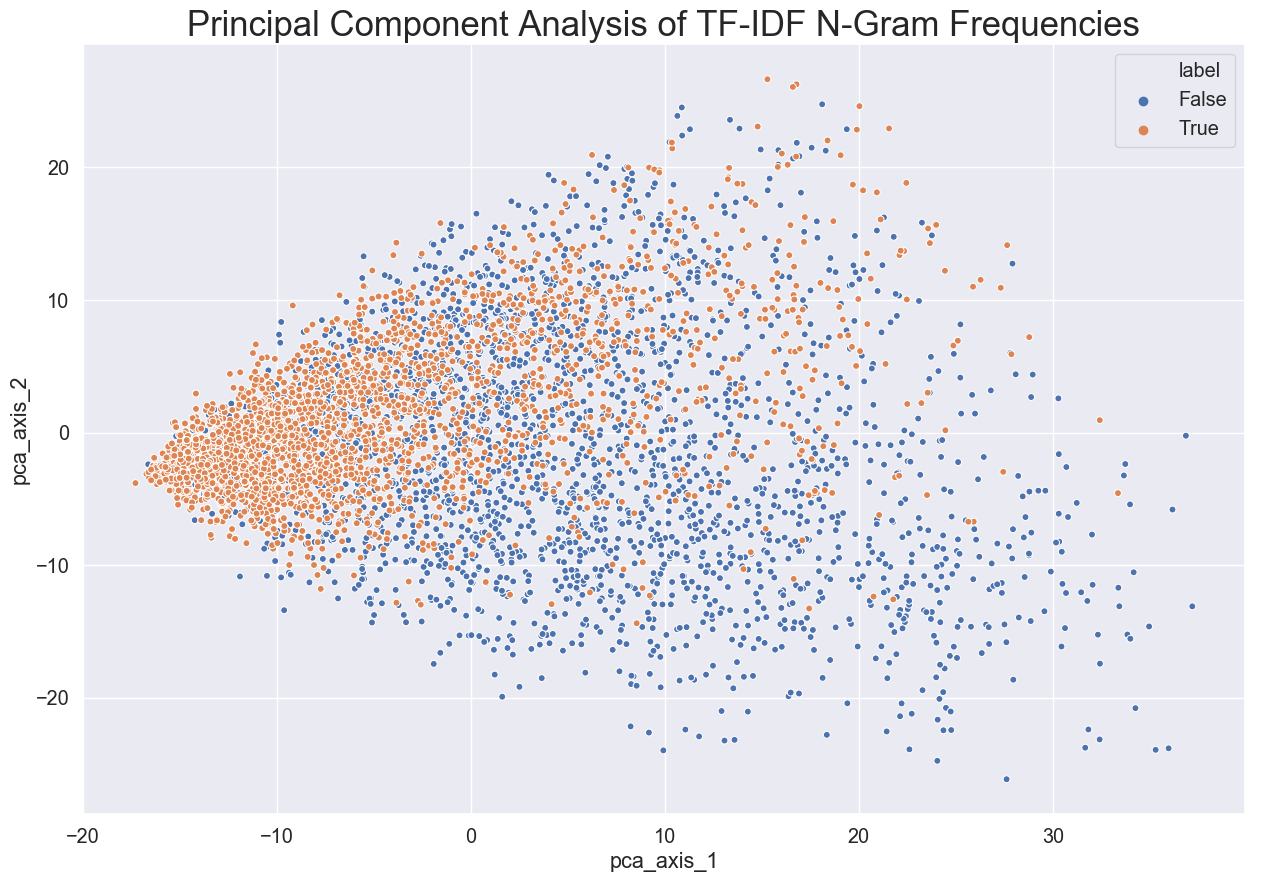 Principal Component Analysis of TF-IDF N-Gram Frequencies
label
False
True
20
10
0
−10
−20
pca_axis_2
−20
−10
0
10
20
30
pca_axis_1